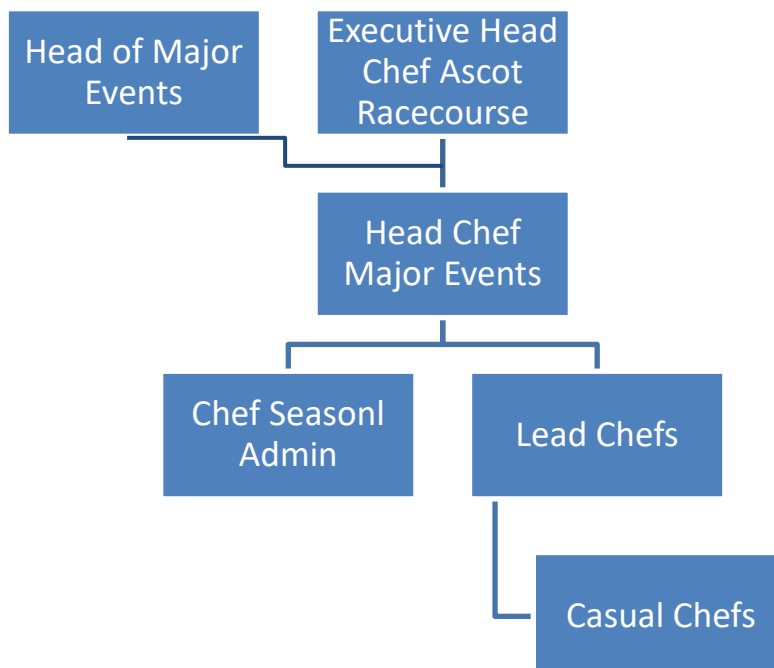 Head of Major
Events
Executive Head
Chef Ascot
Racecourse
Head Chef
Major Events
Chef Seasonl
Admin
Lead Chefs
Casual Chefs